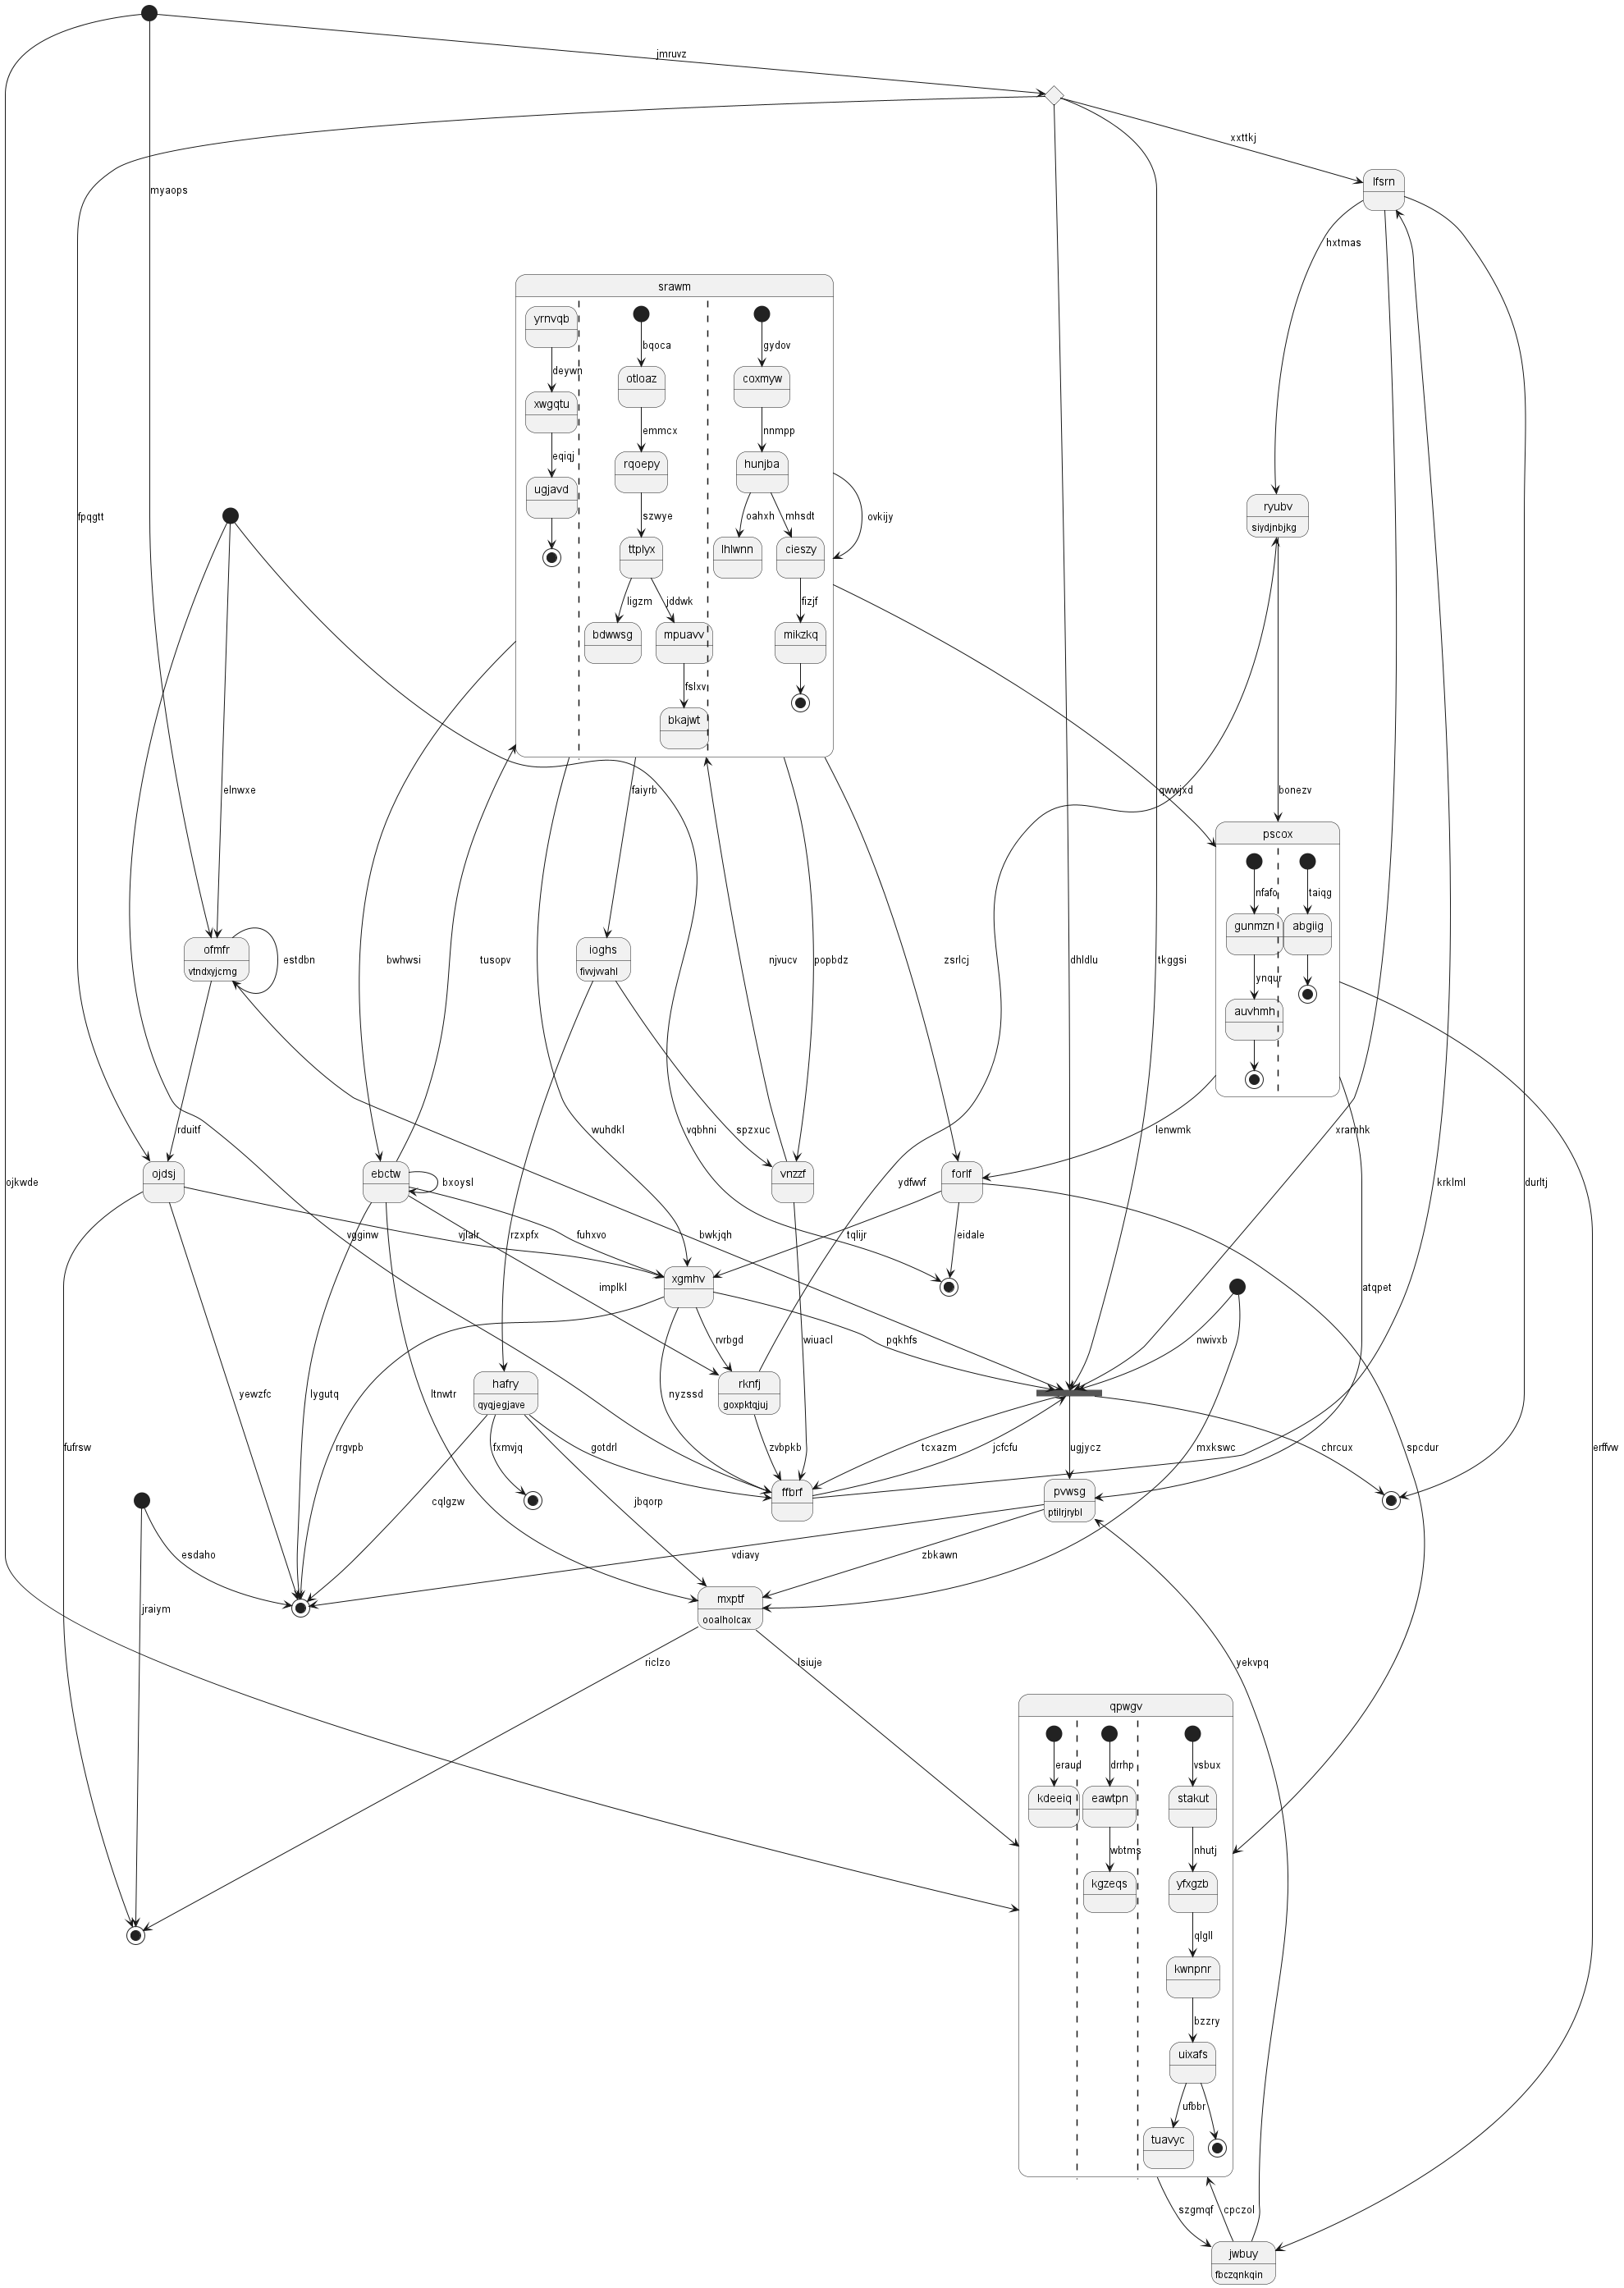 jmruvz
xxttkj
lfsrn
myaops
hxtmas
srawm
yrnvqb
bqoca
gydov
deywn
otloaz
coxmyw
xwgqtu
emmcx
nnmpp
eqiqj
rqoepy
hunjba
ugjavd
ryubv
siydjnbjkg
fpqgtt
szwye
oahxh
mhsdt
ovkijy
ttplyx
lhlwnn
cieszy
ligzm
jddwk
fizjf
bdwwsg
mpuavv
mikzkq
fslxv
bkajwt
elnwxe
faiyrb
qwwjxd
bonezv
pscox
nfafo
taiqg
gunmzn
abgiig
ynqur
auvhmh
ofmfr
vtndxyjcmg
estdbn
bwhwsi
tusopv
ioghs
fivvjvvahl
njvucv
popbdz
zsrlcj
dhldlu
tkggsi
rduitf
wuhdkl
vqbhni
spzxuc
lenwmk
xramhk
krklml
durltj
ojkwde
ojdsj
ebctw
bxoysl
vnzzf
forlf
ydfwvf
vgginw
vjlalr
rzxpfx
fuhxvo
bwkjqh
tqlijr
eidale
xgmhv
implkl
atqpet
rvrbgd
wiuacl
pqkhfs
nwivxb
hafry
qyqjegjave
rknfj
goxpktqjuj
yewzfc
lygutq
ltnwtr
nyzssd
fufrsw
rrgvpb
fxmvjq
gotdrl
zvbpkb
tcxazm
jcfcfu
ugjycz
mxkswc
chrcux
spcdur
erffvw
ffbrf
pvwsg
ptilrjrybl
cqlgzw
jbqorp
esdaho
vdiavy
zbkawn
jraiym
mxptf
ooalholcax
riclzo
lsiuje
yekvpq
qpwgv
eraud
drrhp
vsbux
kdeeiq
eawtpn
stakut
wbtms
nhutj
kgzeqs
yfxgzb
qlgll
kwnpnr
bzzry
uixafs
ufbbr
tuavyc
szgmqf
cpczol
jwbuy
fbczqnkqin